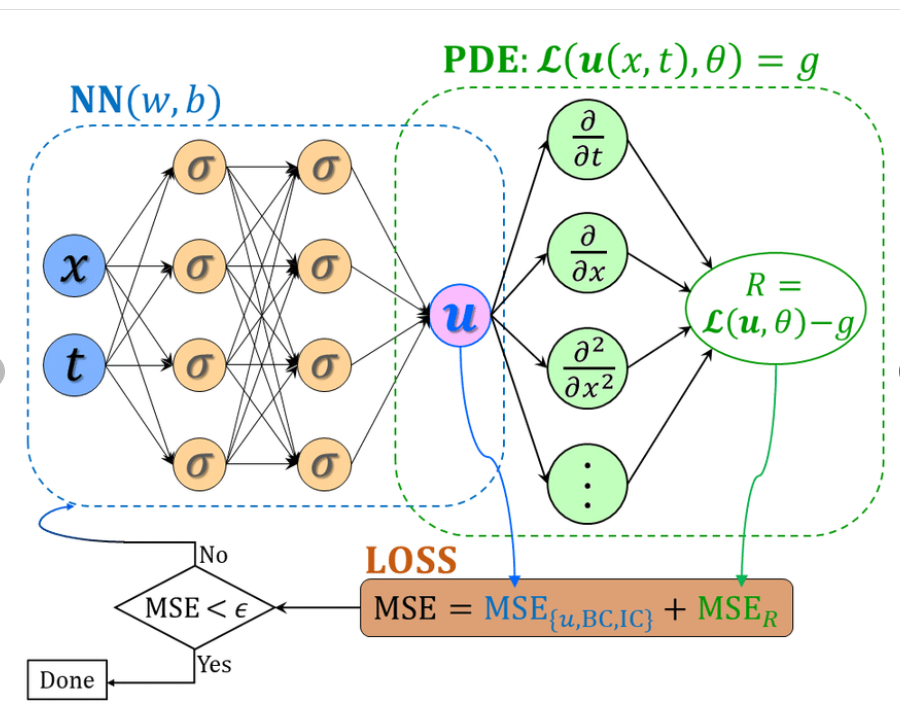 PDE: 𝓛(u(x, t), θ) = g
NN(w, b)
x
t
σ
σ
σ
σ
σ
σ
σ
σ
u
∂/∂t
∂/∂x
∂²/∂x²
⋮
R =
𝓛(u, θ)−g
No
MSE < ϵ
Yes
Done
LOSS
MSE = MSE_{u,BC,IC} + MSE_R